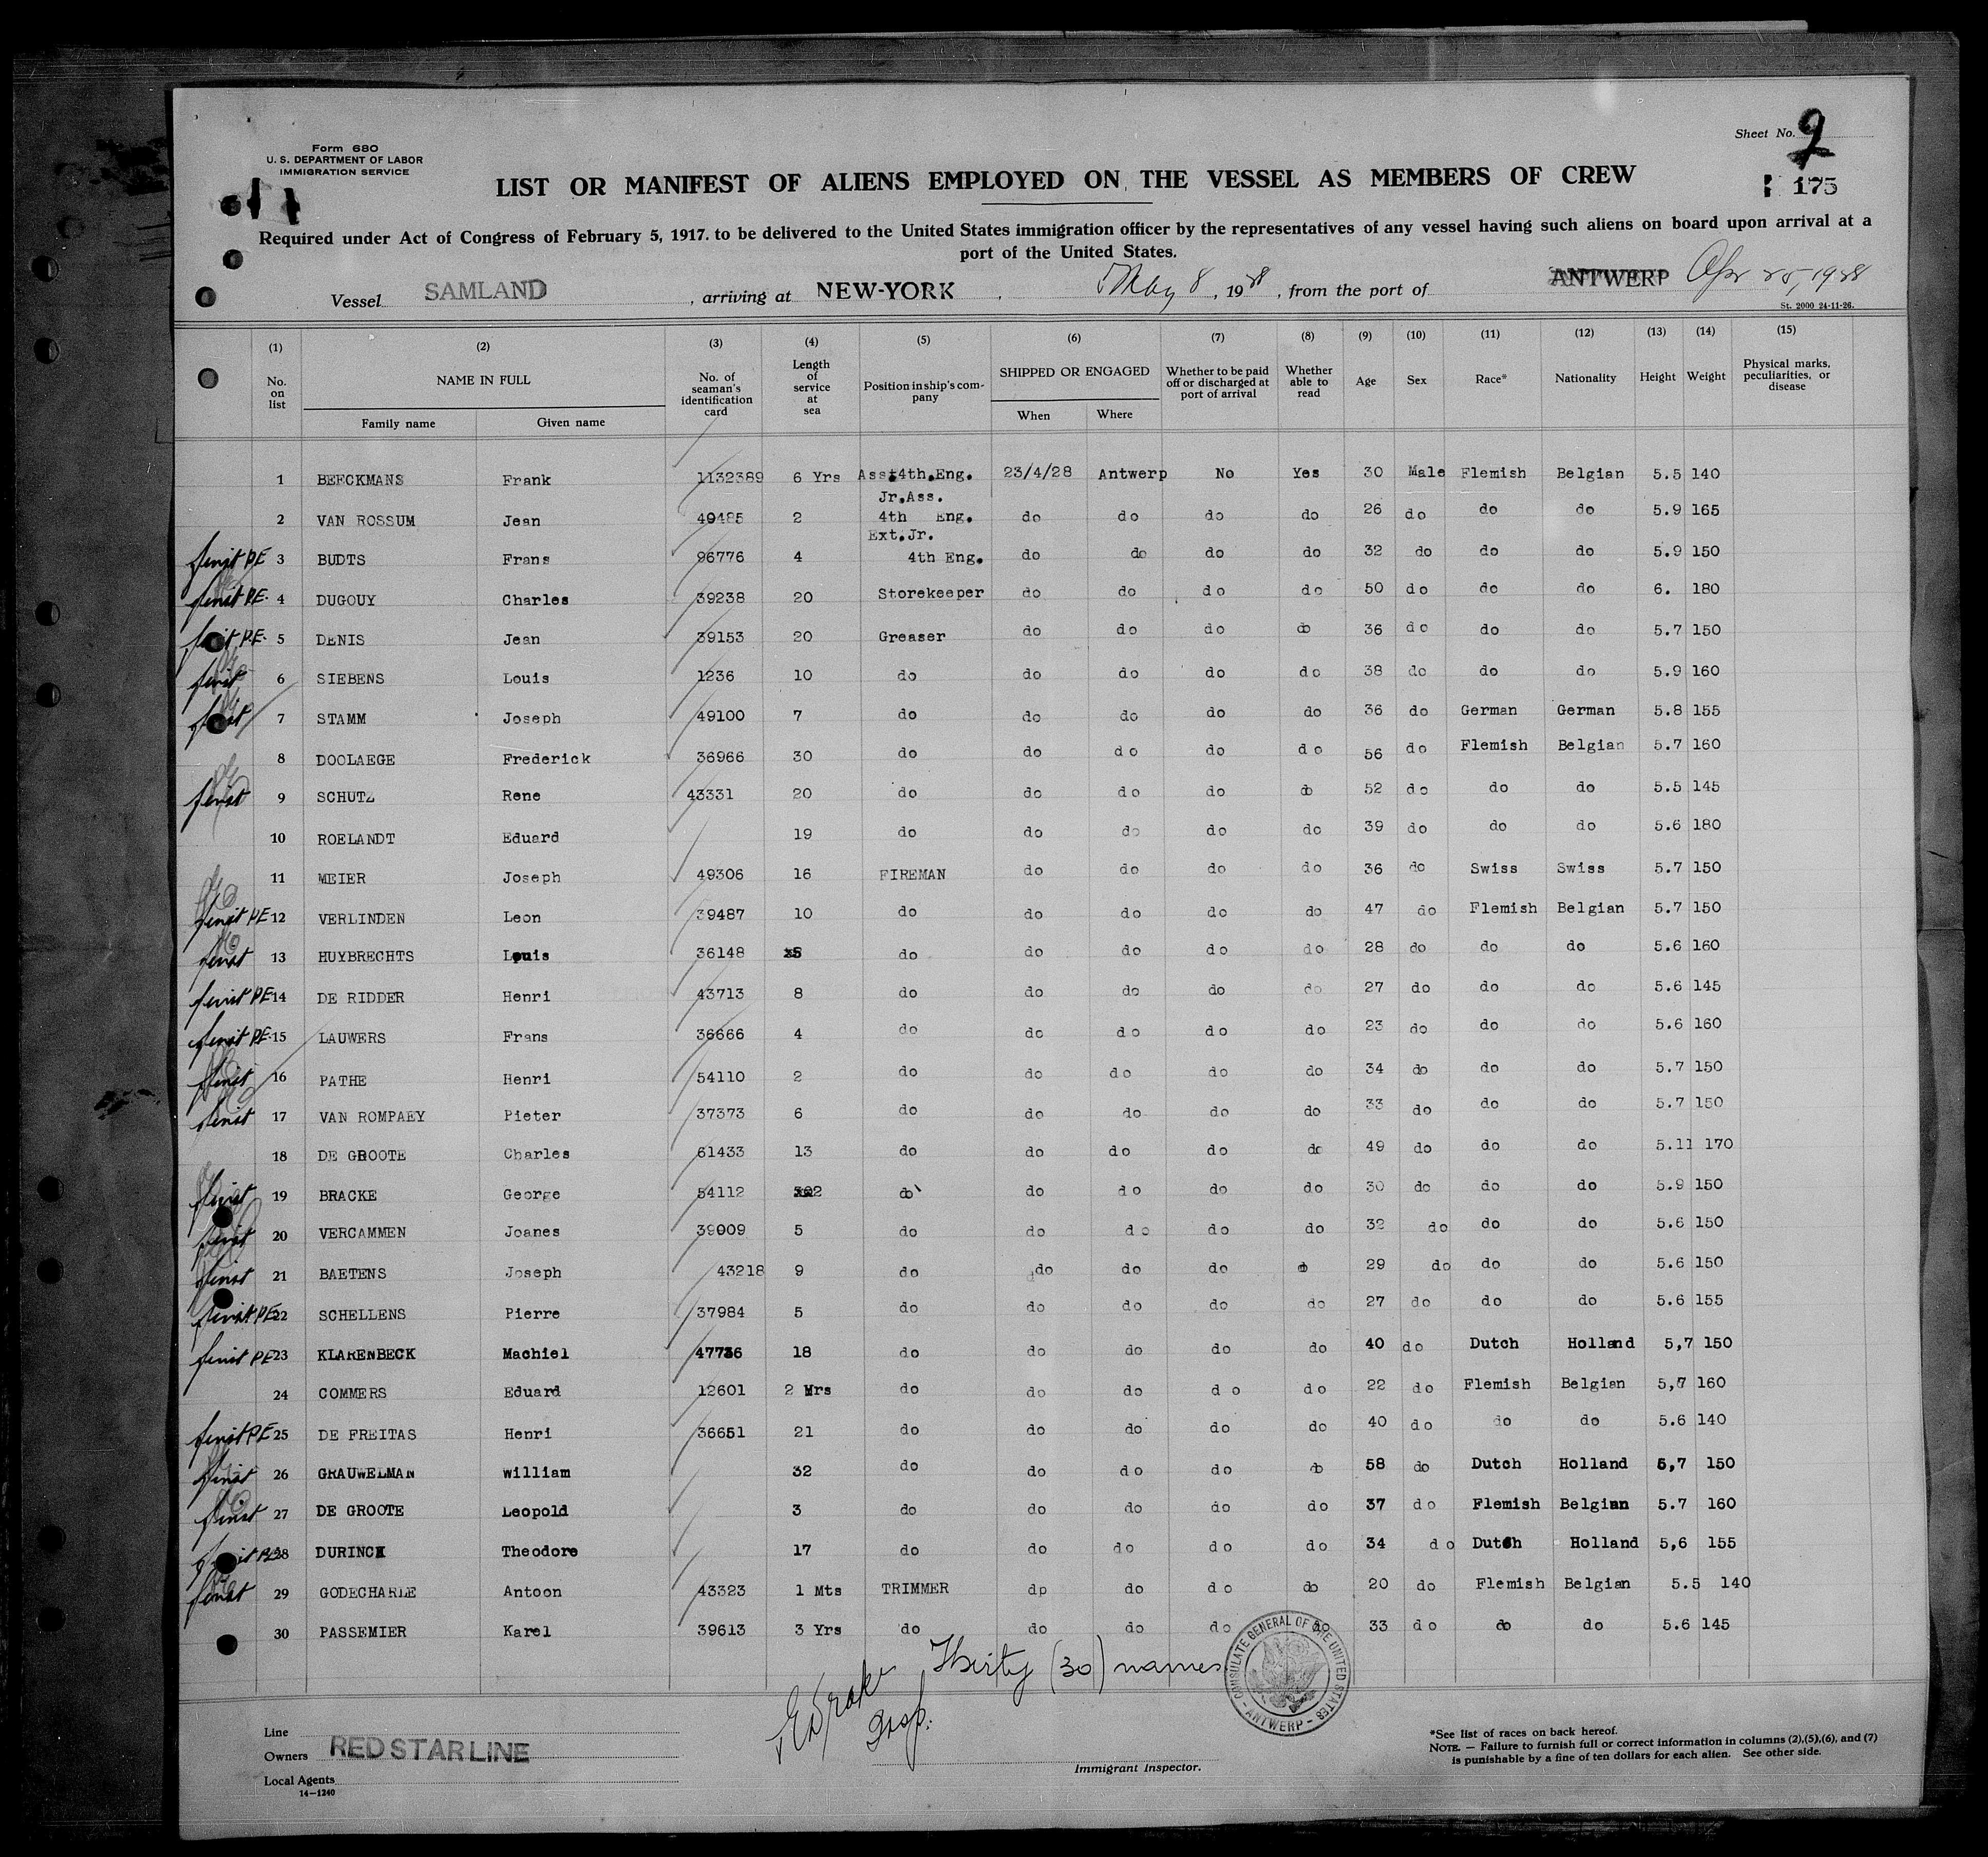 Sheet No. 2
Form 680
U. S. DEPARTMENT OF LABOR
IMMIGRATION SERVICE
LIST OR MANIFEST OF ALIENS EMPLOYED ON THE VESSEL AS MEMBERS OF CREW
175
Required under Act of Congress of February 5, 1917. to be delivered to the United States immigration officer by the representatives of any vessel having such aliens on board upon arrival at a
port of the United States.
Vessel SAMLAND, arriving at NEW-YORK, May 8, 1928, from the port of ANTWERP Apr 25, 1928
St. 2000 24-11-26.
(1) (2) (3) (4) (5) (6) (7) (8) (9) (10) (11) (12) (13) (14) (15)
No. on list NAME IN FULL Family name Given name No. of seaman's identification card Length of service at sea Position in ship's company SHIPPED OR ENGAGED When Where Whether to be paid off or discharged at port of arrival Whether able to read Age Sex Race* Nationality Height Weight Physical marks, peculiarities, or disease
1 BEECKMANS Frank 1132389 6 Yrs Asst4th.Eng. 23/4/28 Antwerp No Yes 30 Male Flemish Belgian 5.5 140
2 VAN ROSSUM Jean 49485 2 Jr.Ass. 4th Eng. do do do do 26 do do do 5.9 165
finist PE 3 BUDTS Frans 96776 4 Ext.Jr. 4th Eng. do do do do 32 do do do 5.9 150
finist P.E. 4 DUGOUY Charles 39238 20 Storekeeper do do do do 50 do do do 6. 180
P.E. 5 DENIS Jean 39153 20 Greaser do do do do 36 do do do 5.7 150
finist 6 SIEBENS Louis 1236 10 do do do do do 38 do do do 5.9 160
7 STAMM Joseph 49100 7 do do do do do 36 do German German 5.8 155
8 DOOLAEGE Frederick 36966 30 do do do do do 56 do Flemish Belgian 5.7 160
finist 9 SCHUTZ Rene 43331 20 do do do do do 52 do do do 5.5 145
10 ROELANDT Eduard 19 do do do do do 39 do do do 5.6 180
11 MEIER Joseph 49306 16 FIREMAN do do do do 36 do Swiss Swiss 5.7 150
finist PE 12 VERLINDEN Leon 39487 10 do do do do do 47 do Flemish Belgian 5.7 150
finist 13 HUYBRECHTS Louis 36148 do do do do do 28 do do do 5.6 160
finist PE 14 DE RIDDER Henri 43713 8 do do do do do 27 do do do 5.6 145
finist PE 15 LAUWERS Frans 36666 4 do do do do do 23 do do do 5.6 160
finist 16 PATHE Henri 54110 2 do do do do do 34 do do do 5.7 150
finist 17 VAN ROMPAEY Pieter 37373 6 do do do do do 33 do do do 5.7 150
18 DE GROOTE Charles 61433 13 do do do do do 49 do do do 5.11 170
finist 19 BRACKE George 54112 do do do do do 30 do do do 5.9 150
finist 20 VERCAMMEN Joanes 39009 5 do do do do do 32 do do do 5.6 150
finist 21 BAETENS Joseph 43218 9 do do do do do 29 do do do 5.6 150
finist PE 22 SCHELLENS Pierre 37984 5 do do do do do 27 do do do 5.6 155
finist PE 23 KLARENBECK Machiel 47736 18 do do do do do 40 do Dutch Holland 5,7 150
24 COMMERS Eduard 12601 2 do do do do do 22 do Flemish Belgian 5,7 160
finist PE 25 DE FREITAS Henri 36651 21 do do do do do 40 do do do 5.6 140
finist 26 GRAUWELMAN William 32 do do do do do 58 do Dutch Holland 5,7 150
finist 27 DE GROOTE Leopold 3 do do do do do 37 do Flemish Belgian 5.7 160
28 DURINCK Theodore 17 do do do do do 34 do Dutch Holland 5,6 155
finist 29 GODECHARLE Antoon 43323 1 Mts TRIMMER dp do do do 20 do Flemish Belgian 5.5 140
30 PASSEMIER Karel 39613 3 Yrs do do do do do 33 do do do 5.6 145
Thirty (30) names
CONSULATE GENERAL OF THE UNITED STATES - ANTWERP -
Insp.
Line
Owners RED STAR LINE
Local Agents
14-1240
Immigrant Inspector.
*See list of races on back hereof.
NOTE. — Failure to furnish full or correct information in columns (2),(5),(6), and (7)
is punishable by a fine of ten dollars for each alien. See other side.